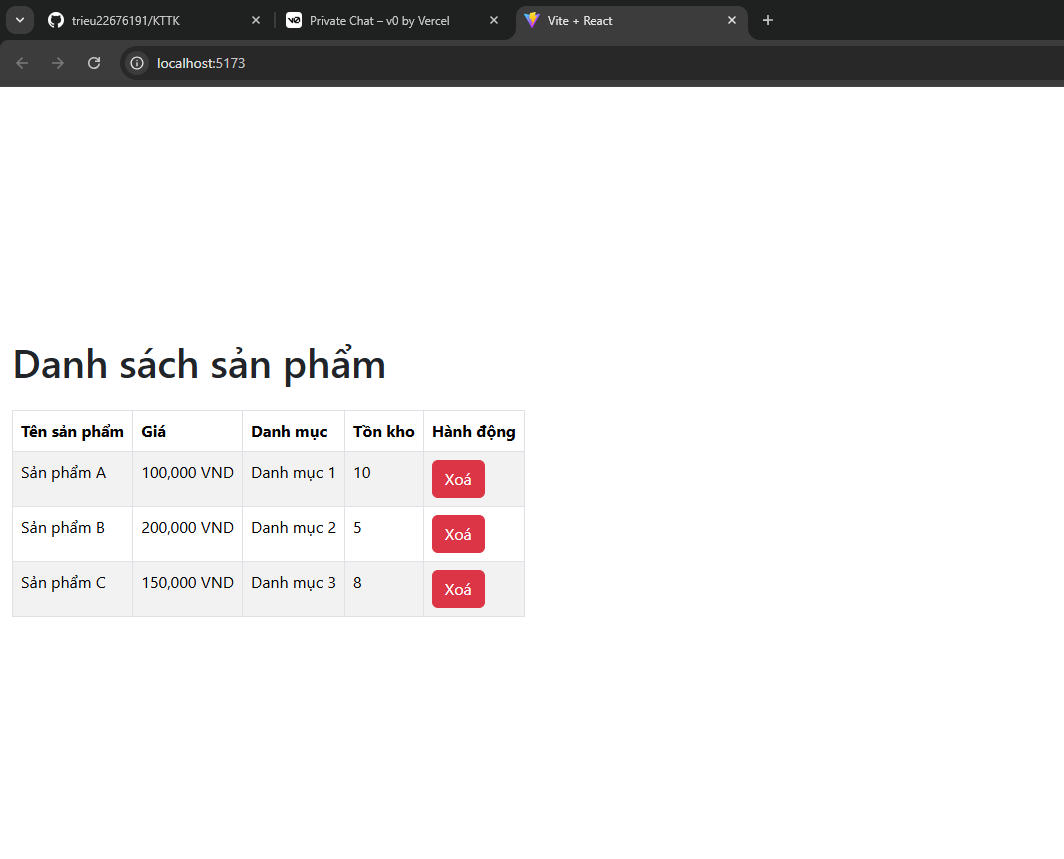 trieu22676191/KTTK
Private Chat – v0 by Vercel
Vite + React
localhost:5173
Danh sách sản phẩm
Tên sản phẩm Giá Danh mục Tồn kho Hành động
Sản phẩm A 100,000 VND Danh mục 1 10 Xoá
Sản phẩm B 200,000 VND Danh mục 2 5 Xoá
Sản phẩm C 150,000 VND Danh mục 3 8 Xoá